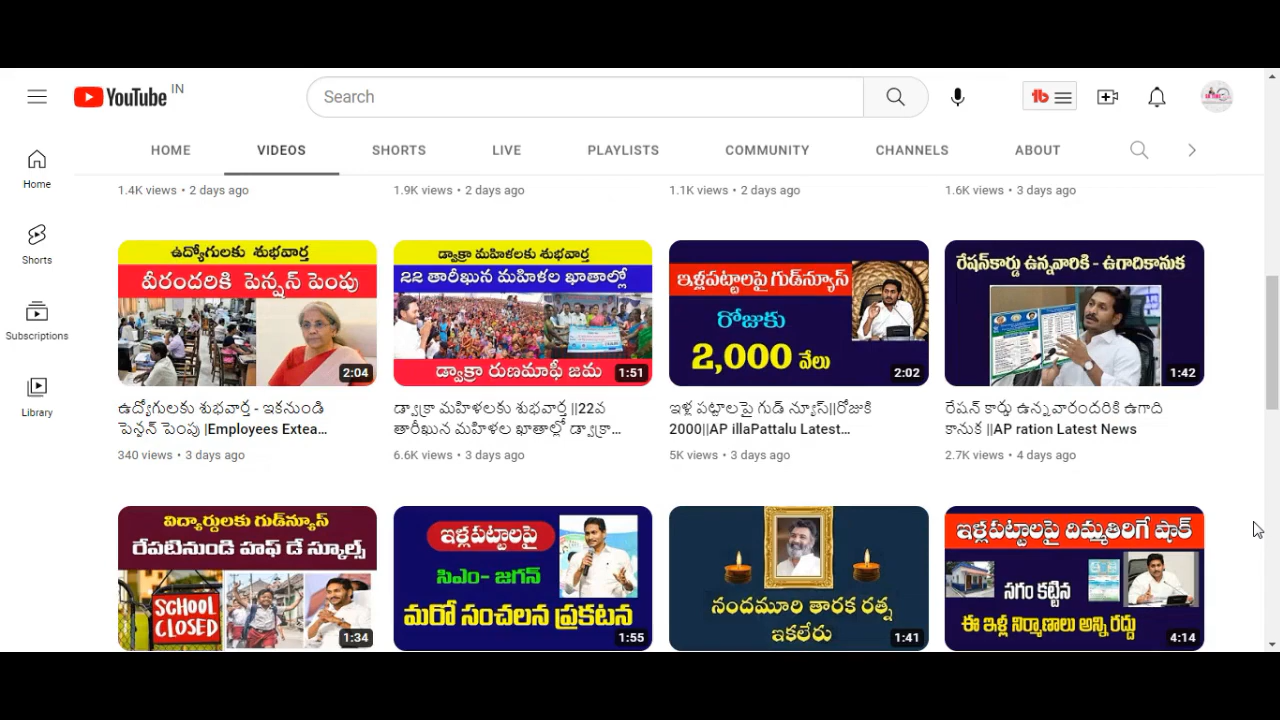 YouTube IN
Search
HOME VIDEOS SHORTS LIVE PLAYLISTS COMMUNITY CHANNELS ABOUT
Home
Shorts
Subscriptions
Library
1.4K views • 2 days ago
1.9K views • 2 days ago
1.1K views • 2 days ago
1.6K views • 3 days ago
ఉద్యోగులకు శుభవార్త
వీరందరికి పెన్షన్ పెంపు
2:04
డ్వాక్రా మహిళలకు శుభవార్త
22 తారీఖున మహిళల ఖాతాల్లో
డ్వాక్రా రుణమాఫీ జమ
1:51
ఇళ్లపట్టాలపై గుడ్‌న్యూస్
రోజుకు
2,000 వేలు
2:02
రేషన్‌కార్డు ఉన్నవారికి - ఉగాదికానుక
1:42
ఉద్యోగులకు శుభవార్త - ఇకనుండి
పెన్షన్ పెంపు |Employees Extea...
340 views • 3 days ago
డ్వాక్రా మహిళలకు శుభవార్త ||22వ
తారీఖున మహిళల ఖాతాల్లో డ్వాక్రా...
6.6K views • 3 days ago
ఇళ్ల పట్టాలపై గుడ్ న్యూస్||రోజుకి
2000||AP illaPattalu Latest...
5K views • 3 days ago
రేషన్ కార్డు ఉన్నవారందరికి ఉగాది
కానుక ||AP ration Latest News
2.7K views • 4 days ago
విద్యార్దులకు గుడ్‌న్యూస్
రేపటినుండి హాఫ్ డే స్కూల్స్
SCHOOL
CLOSED
1:34
ఇళ్లపట్టాలపై
సిఎం- జగన్
మరో సంచలన ప్రకటన
1:55
నందమూరి తారక రత్న
ఇకలేరు
1:41
ఇళ్లపట్టాలపై దిమ్మతిరిగే షాక్
సగం కట్టిన
ఈ ఇళ్ల నిర్మాణాలు అన్ని రద్దు
4:14